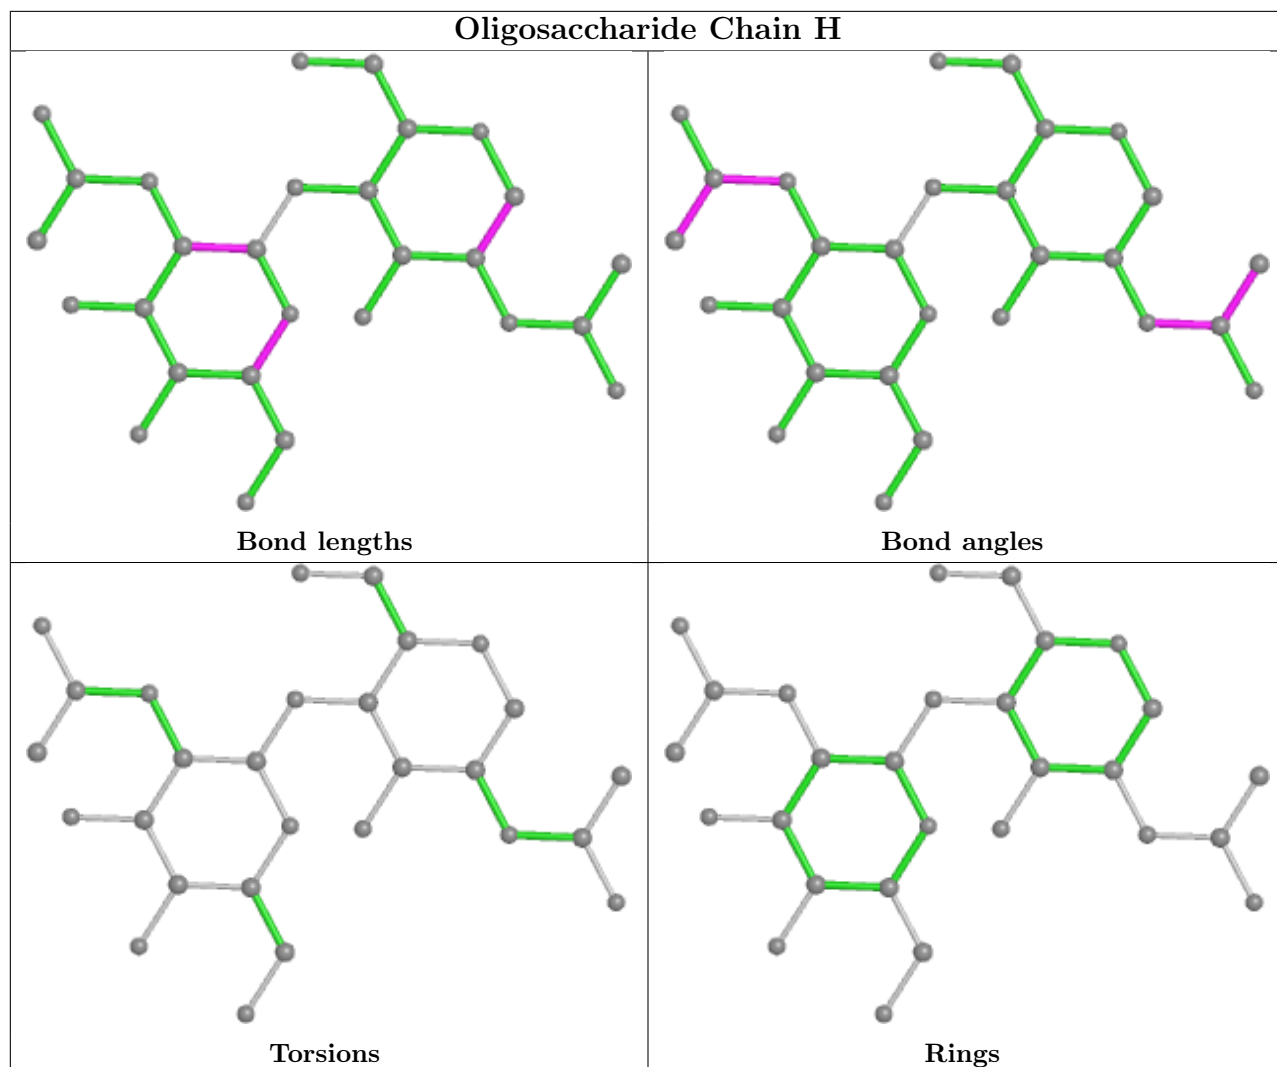 Oligosaccharide Chain H
Bond lengths
Bond angles
Torsions
Rings